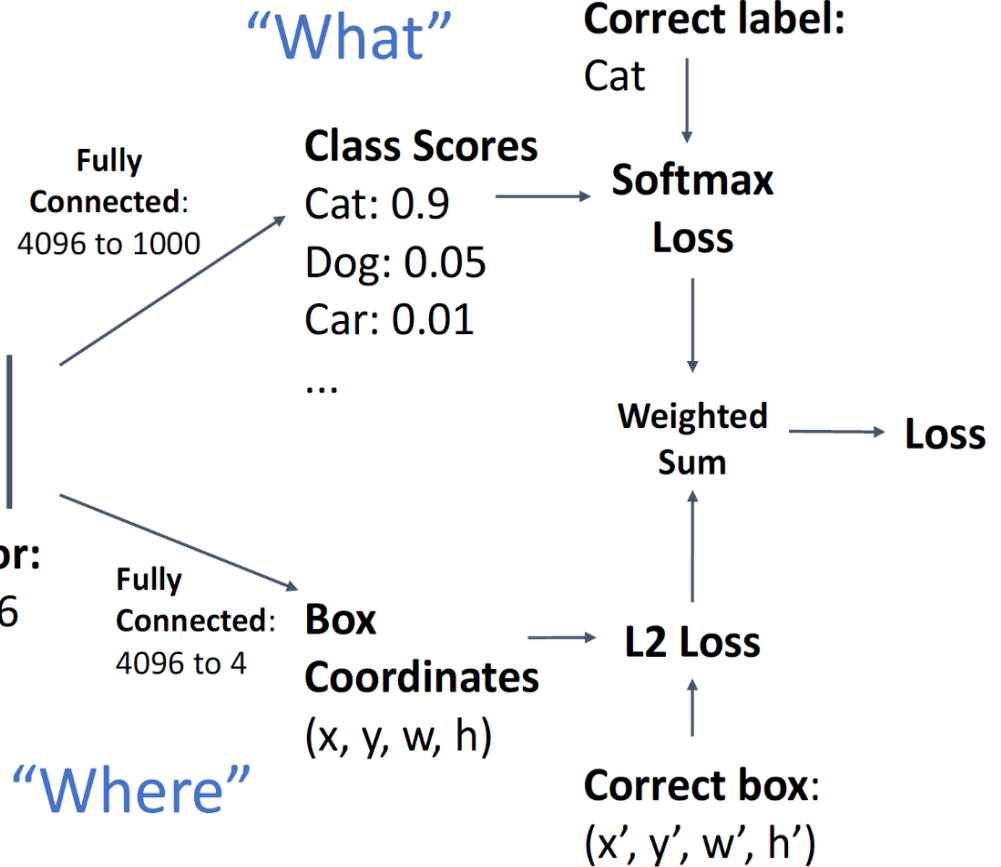 “What”
Correct label:
Cat
Fully
Connected:
4096 to 1000
Class Scores
Cat: 0.9
Dog: 0.05
Car: 0.01
...
Softmax
Loss
Weighted
Sum
Loss
or:
6
Fully
Connected:
4096 to 4
Box
Coordinates
(x, y, w, h)
L2 Loss
“Where”
Correct box:
(x’, y’, w’, h’)